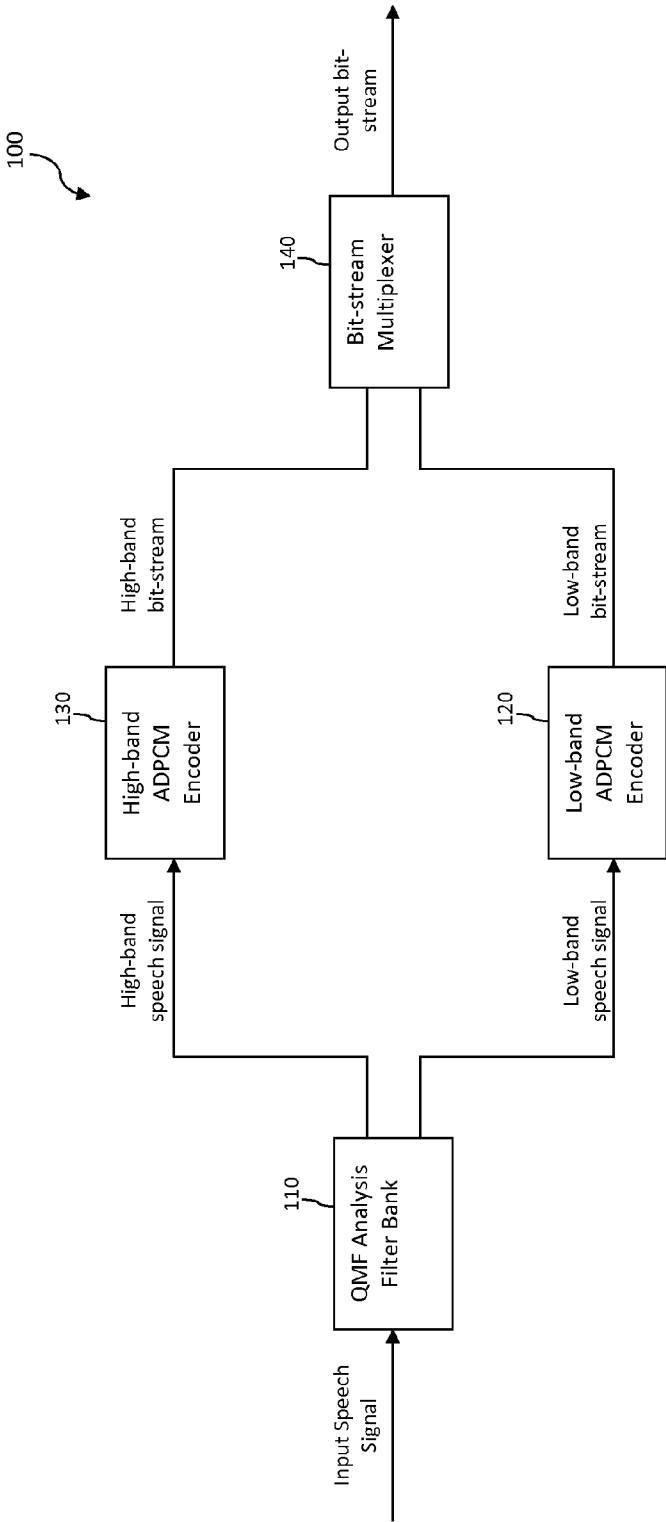 100
Input Speech
Signal
110
QMF Analysis
Filter Bank
High-band
speech signal
130
High-band
ADPCM
Encoder
High-band
bit-stream
Low-band
speech signal
120
Low-band
ADPCM
Encoder
Low-band
bit-stream
140
Bit-stream
Multiplexer
Output bit-
stream